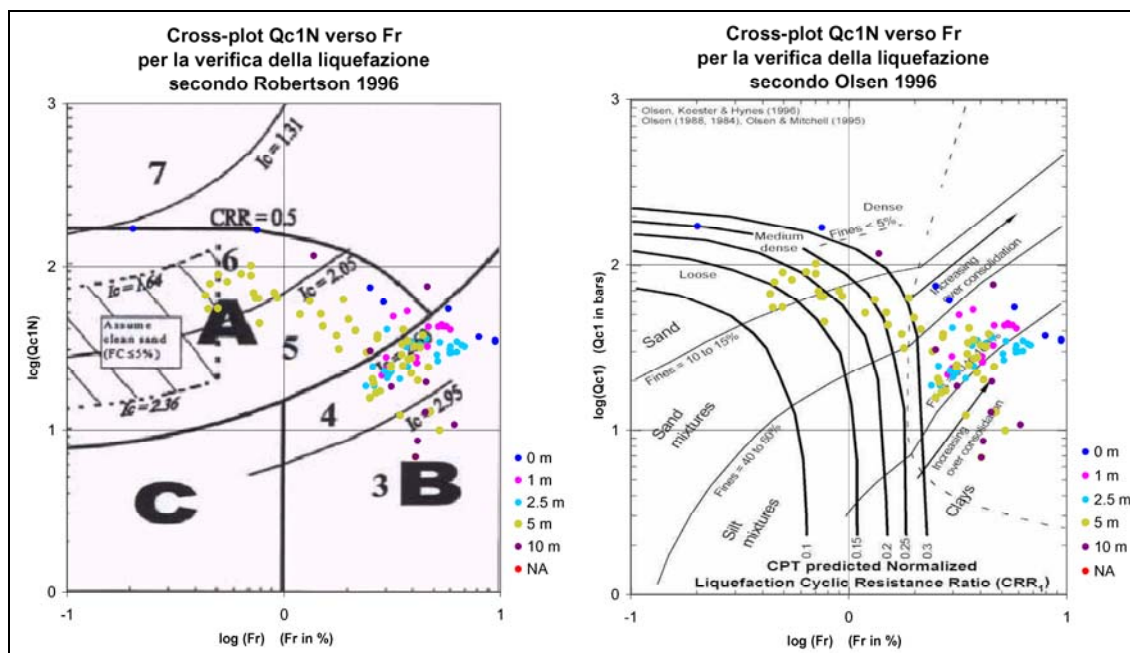 Cross-plot Qc1N verso Fr
per la verifica della liquefazione
secondo Robertson 1996
log(Qc1N)
3
2
1
0
-1
0
1
log (Fr) (Fr in %)
7
Ic = 1.31
CRR = 0.5
6
Ic = 1.64
Ic = 2.05
A
Assume
clean sand
(FC ≤5%)
5
Ic = 2.36
4
Ic = 2.95
3
B
C
0 m
1 m
2.5 m
5 m
10 m
NA
Cross-plot Qc1N verso Fr
per la verifica della liquefazione
secondo Olsen 1996
log(Qc1) (Qc1 in bars)
3
2
1
0
-1
0
1
log (Fr) (Fr in %)
Olsen, Koester & Hynes (1996)
Olsen (1988, 1984), Olsen & Mitchell (1995)
Dense
Fines < 5%
Medium
dense
Loose
Increasing
over consolidation
Sand
Fines = 10 to 15%
Sand
mixtures
Fines = 40 to 50%
Silt
mixtures
Increasing
over consolidation
Clays
0.1
0.15
0.2
0.25
0.3
CPT predicted Normalized
Liquefaction Cyclic Resistance Ratio (CRR1)
0 m
1 m
2.5 m
5 m
10 m
NA